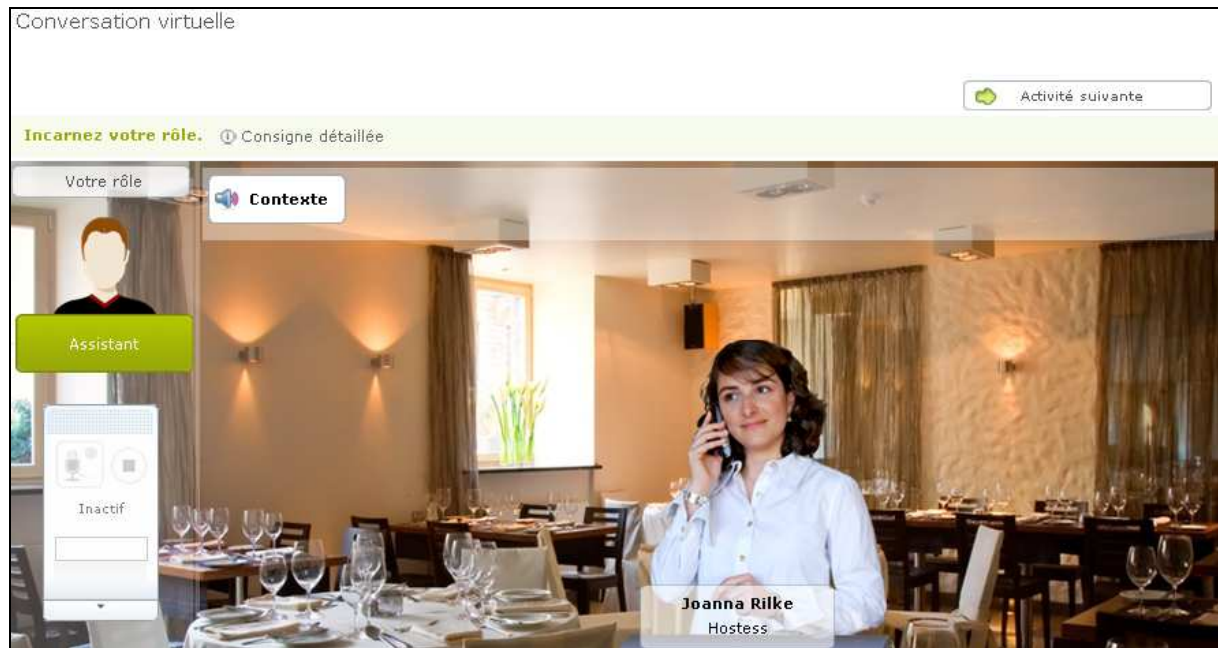 Conversation virtuelle
Activité suivante
Incarnez votre rôle. Consigne détaillée
Votre rôle
Contexte
Assistant
Inactif
Joanna Rilke
Hostess